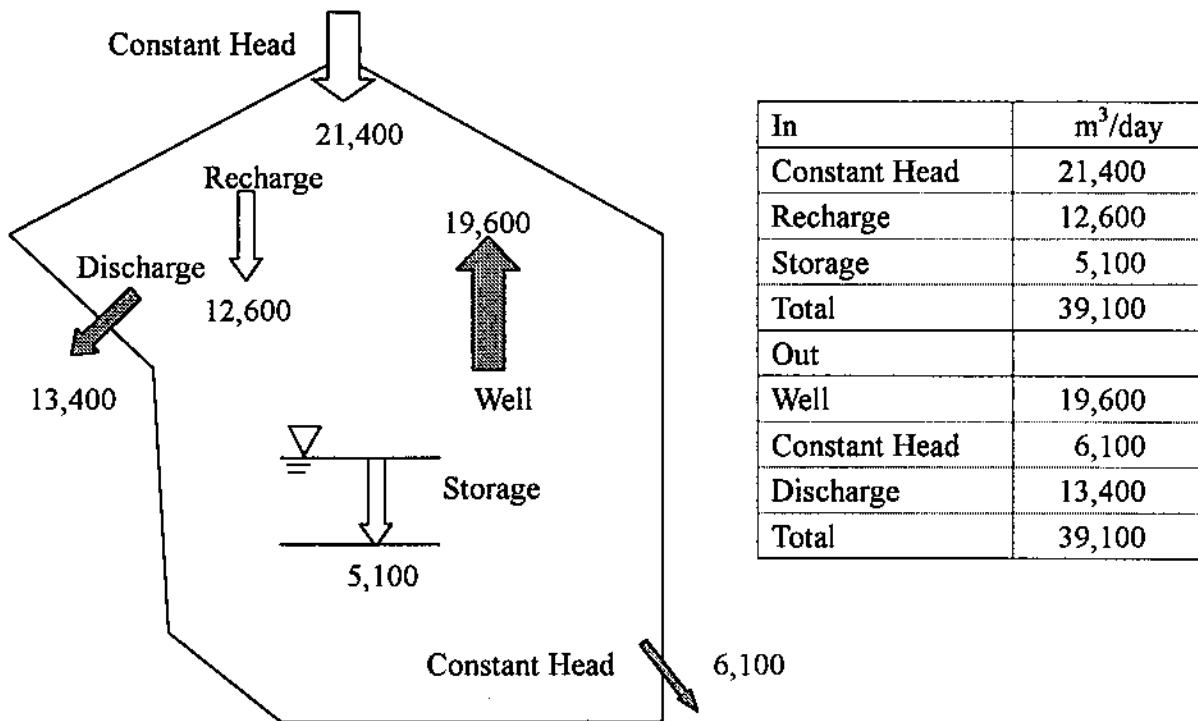 Constant Head
21,400
Recharge
12,600
19,600
Well
Discharge
13,400
Storage
5,100
Constant Head 6,100
In m³/day
Constant Head 21,400
Recharge 12,600
Storage 5,100
Total 39,100
Out
Well 19,600
Constant Head 6,100
Discharge 13,400
Total 39,100